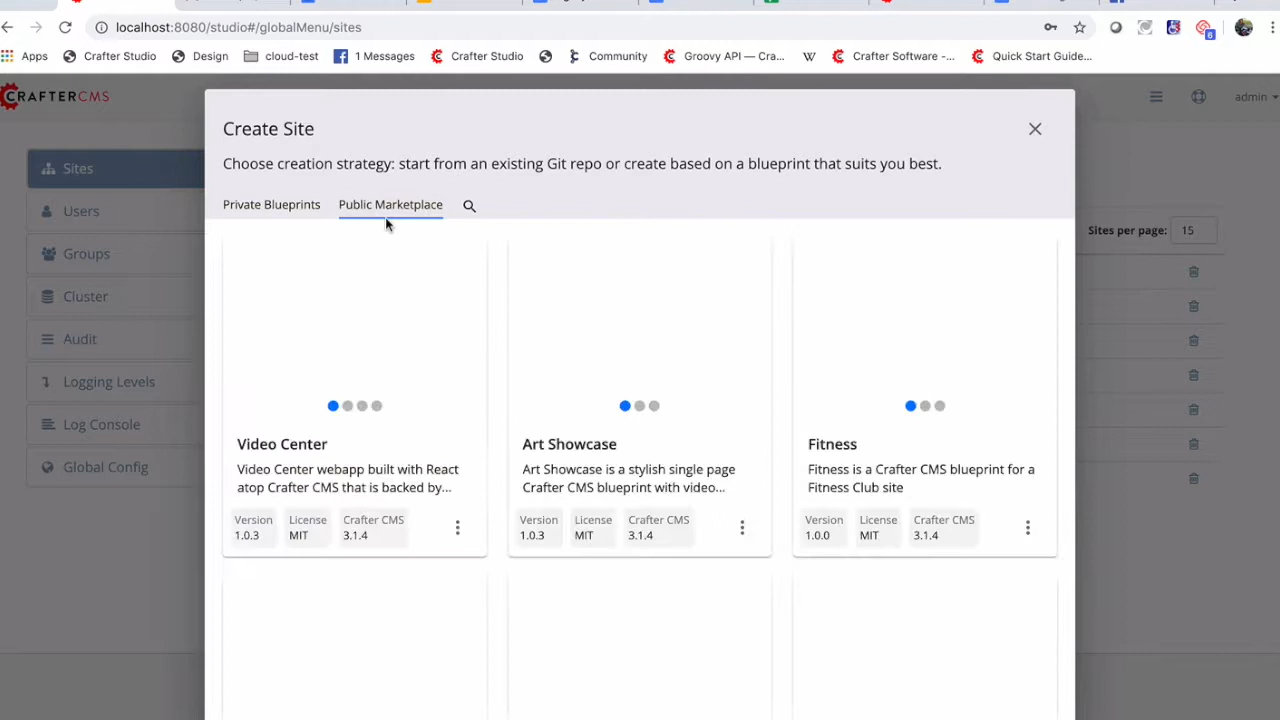 localhost:8080/studio#/globalMenu/sites
6
Apps Crafter Studio Design cloud-test 1 Messages Crafter Studio Community Groovy API — Cra... W Crafter Software -... Quick Start Guide...
CRAFTERCMS
admin
Create Site
Choose creation strategy: start from an existing Git repo or create based on a blueprint that suits you best.
Private Blueprints Public Marketplace
Sites
Users
Groups
Cluster
Audit
Logging Levels
Log Console
Global Config
Sites per page: 15
Video Center
Video Center webapp built with React
atop Crafter CMS that is backed by...
Version License Crafter CMS
1.0.3 MIT 3.1.4
Art Showcase
Art Showcase is a stylish single page
Crafter CMS blueprint with video...
Version License Crafter CMS
1.0.3 MIT 3.1.4
Fitness
Fitness is a Crafter CMS blueprint for a
Fitness Club site
Version License Crafter CMS
1.0.0 MIT 3.1.4